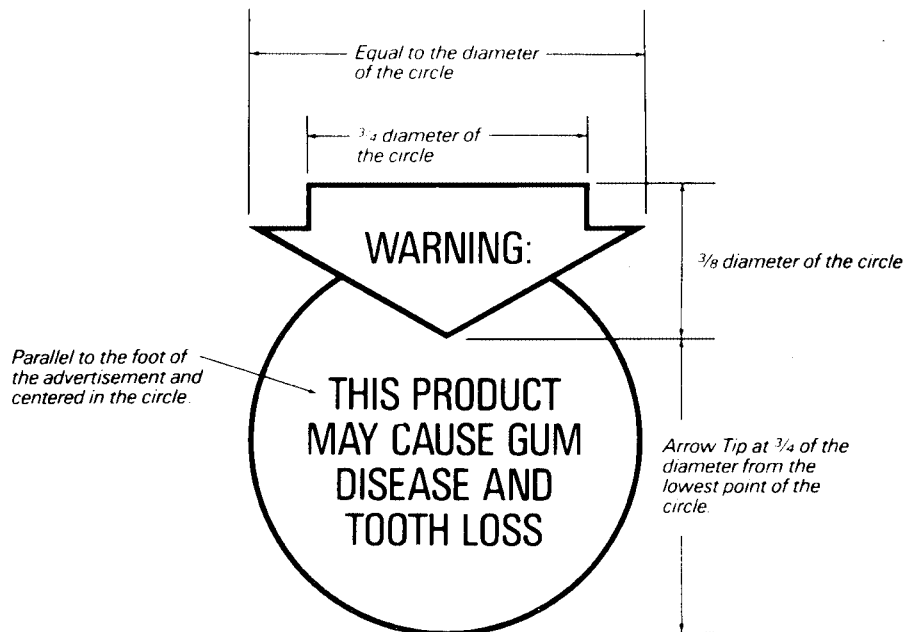 Equal to the diameter
of the circle
3/4 diameter of
the circle
WARNING:
3/8 diameter of the circle
Parallel to the foot of
the advertisement and
centered in the circle.
THIS PRODUCT
MAY CAUSE GUM
DISEASE AND
TOOTH LOSS
Arrow Tip at 3/4 of the
diameter from the
lowest point of the
circle.